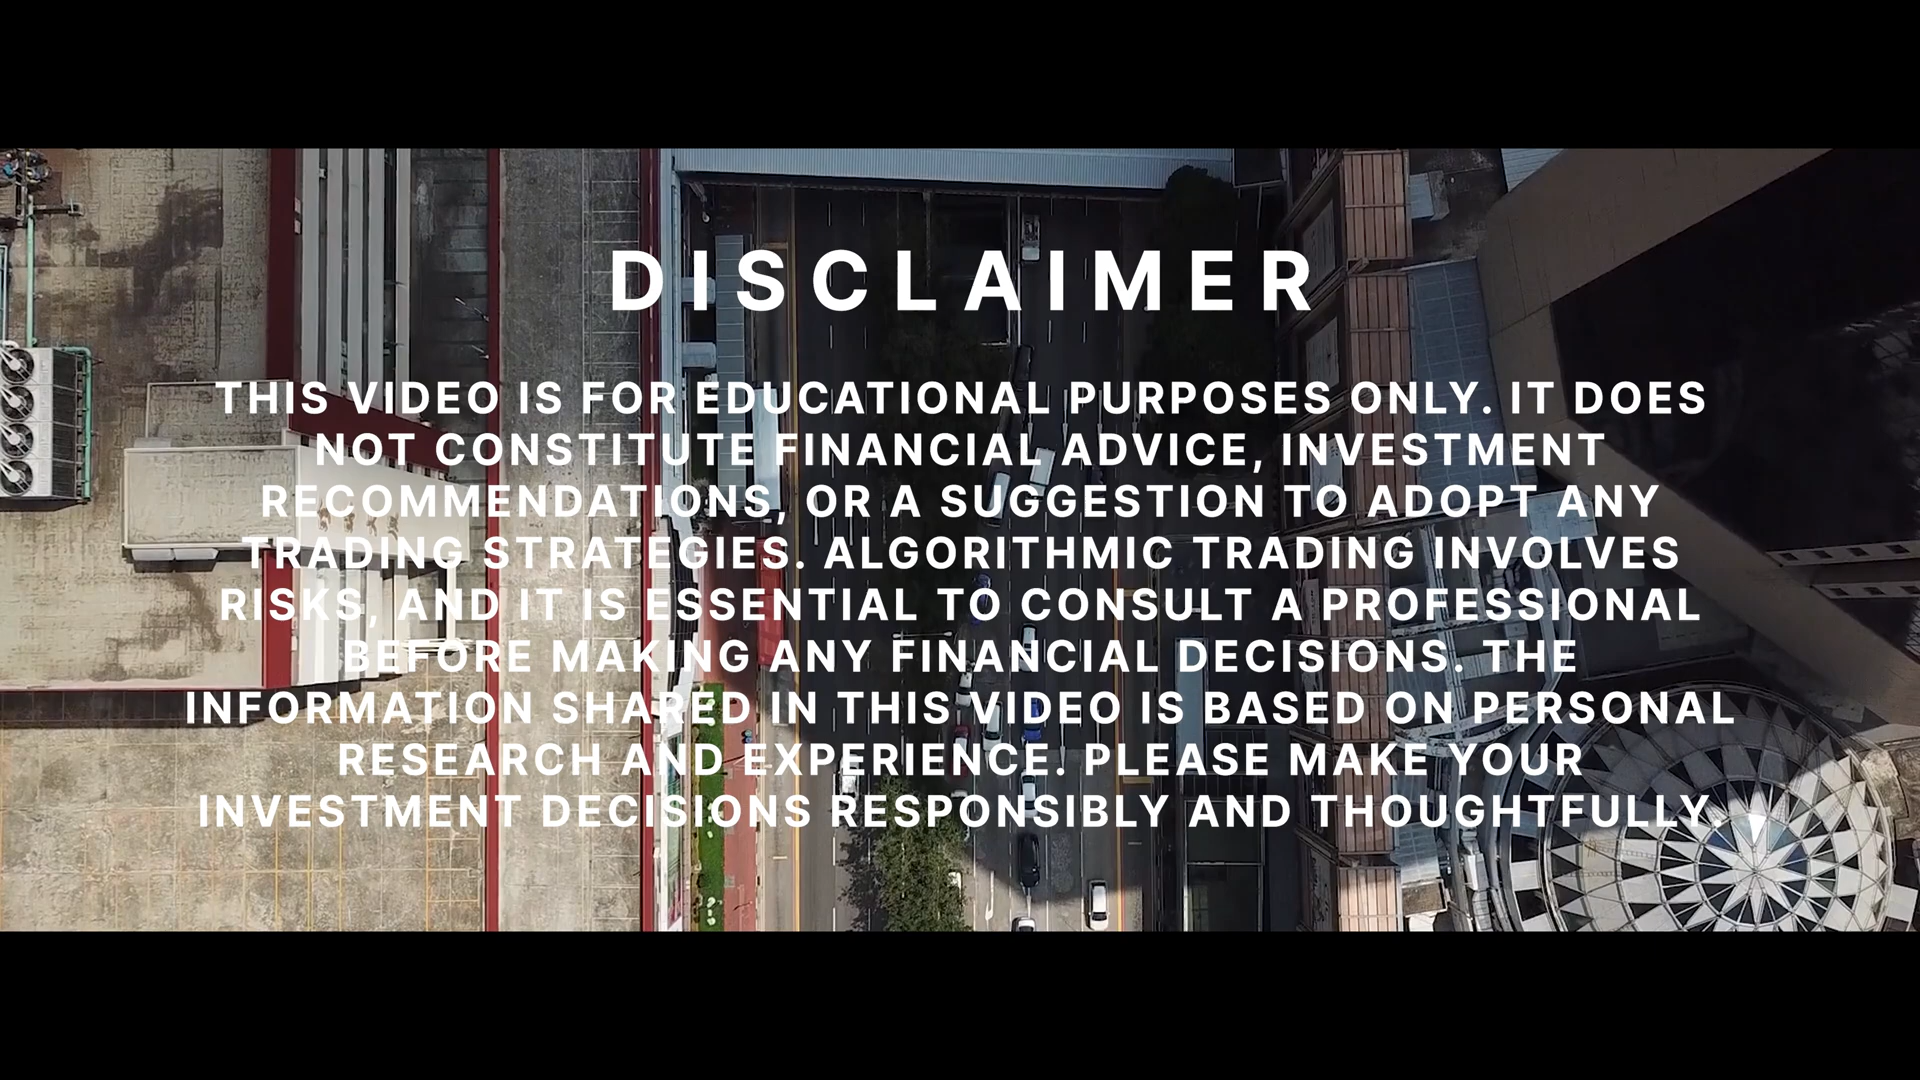 DISCLAIMER
THIS VIDEO IS FOR EDUCATIONAL PURPOSES ONLY. IT DOES
NOT CONSTITUTE FINANCIAL ADVICE, INVESTMENT
RECOMMENDATIONS, OR A SUGGESTION TO ADOPT ANY
TRADING STRATEGIES. ALGORITHMIC TRADING INVOLVES
RISKS, AND IT IS ESSENTIAL TO CONSULT A PROFESSIONAL
BEFORE MAKING ANY FINANCIAL DECISIONS. THE
INFORMATION SHARED IN THIS VIDEO IS BASED ON PERSONAL
RESEARCH AND EXPERIENCE. PLEASE MAKE YOUR
INVESTMENT DECISIONS RESPONSIBLY AND THOUGHTFULLY.